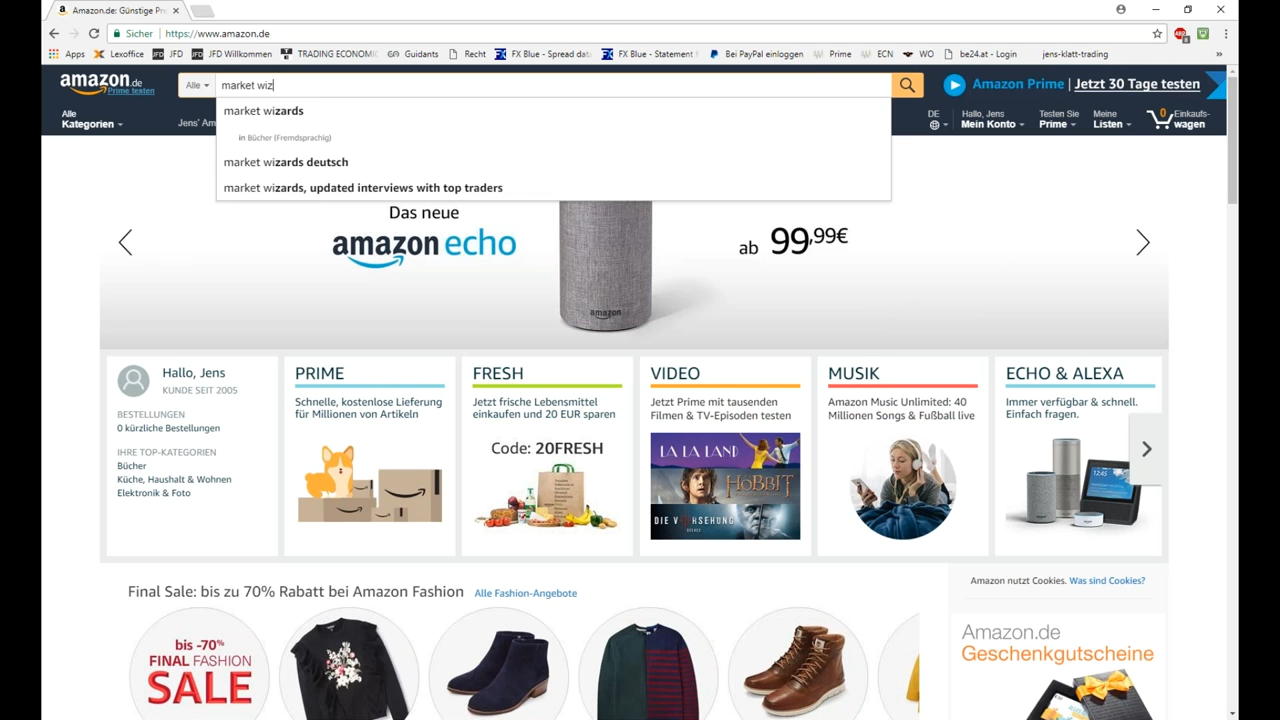 Amazon.de: Günstige Pr
Sicher https://www.amazon.de
Apps Lexoffice JFD JFD Willkommen TRADING ECONOMIC Guidants Recht FX Blue - Spread data FX Blue - Statement Bei PayPal einloggen Prime ECN WO be24.at - Login jens-klatt-trading »
amazon.de
Prime testen
Alle market wiz
Amazon Prime | Jetzt 30 Tage testen
Alle
Kategorien
Jens' Am
DE
Hallo, Jens
Mein Konto
Testen Sie
Prime
Meine
Listen
0 Einkaufs-
wagen
market wizards
in Bücher (Fremdsprachig)
market wizards deutsch
market wizards, updated interviews with top traders
Das neue
amazon echo
ab 99,99€
amazon
Hallo, Jens
KUNDE SEIT 2005
BESTELLUNGEN
0 kürzliche Bestellungen
IHRE TOP-KATEGORIEN
Bücher
Küche, Haushalt & Wohnen
Elektronik & Foto
PRIME
Schnelle, kostenlose Lieferung
für Millionen von Artikeln
FRESH
Jetzt frische Lebensmittel
einkaufen und 20 EUR sparen
Code: 20FRESH
VIDEO
Jetzt Prime mit tausenden
Filmen & TV-Episoden testen
LA LA LAND
DER HOBBIT
MUSIK
Amazon Music Unlimited: 40
Millionen Songs & Fußball live
ECHO & ALEXA
Immer verfügbar & schnell.
Einfach fragen.
12:45
Final Sale: bis zu 70% Rabatt bei Amazon Fashion Alle Fashion-Angebote
bis -70%
FINAL FASHION
SALE
Amazon nutzt Cookies. Was sind Cookies?
Amazon.de
Geschenkgutscheine